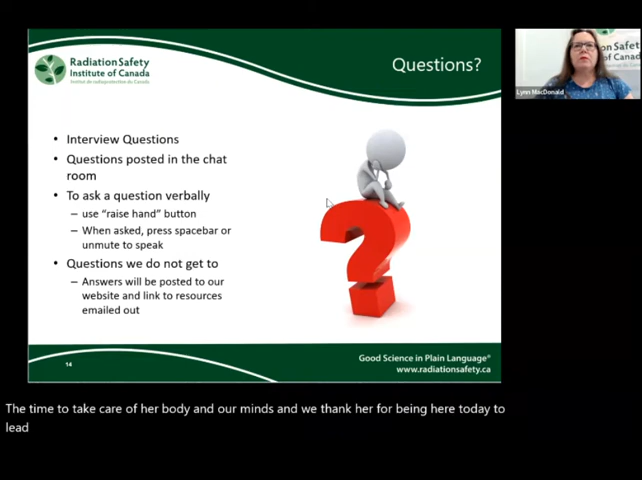 Radiation Safety
Institute of Canada
Institut de radioprotection du Canada
Questions?
Lynn MacDonald
• Interview Questions
• Questions posted in the chat
room
• To ask a question verbally
– use "raise hand" button
– When asked, press spacebar or
unmute to speak
• Questions we do not get to
– Answers will be posted to our
website and link to resources
emailed out
14
Good Science in Plain Language®
www.radiationsafety.ca
The time to take care of her body and our minds and we thank her for being here today to
lead